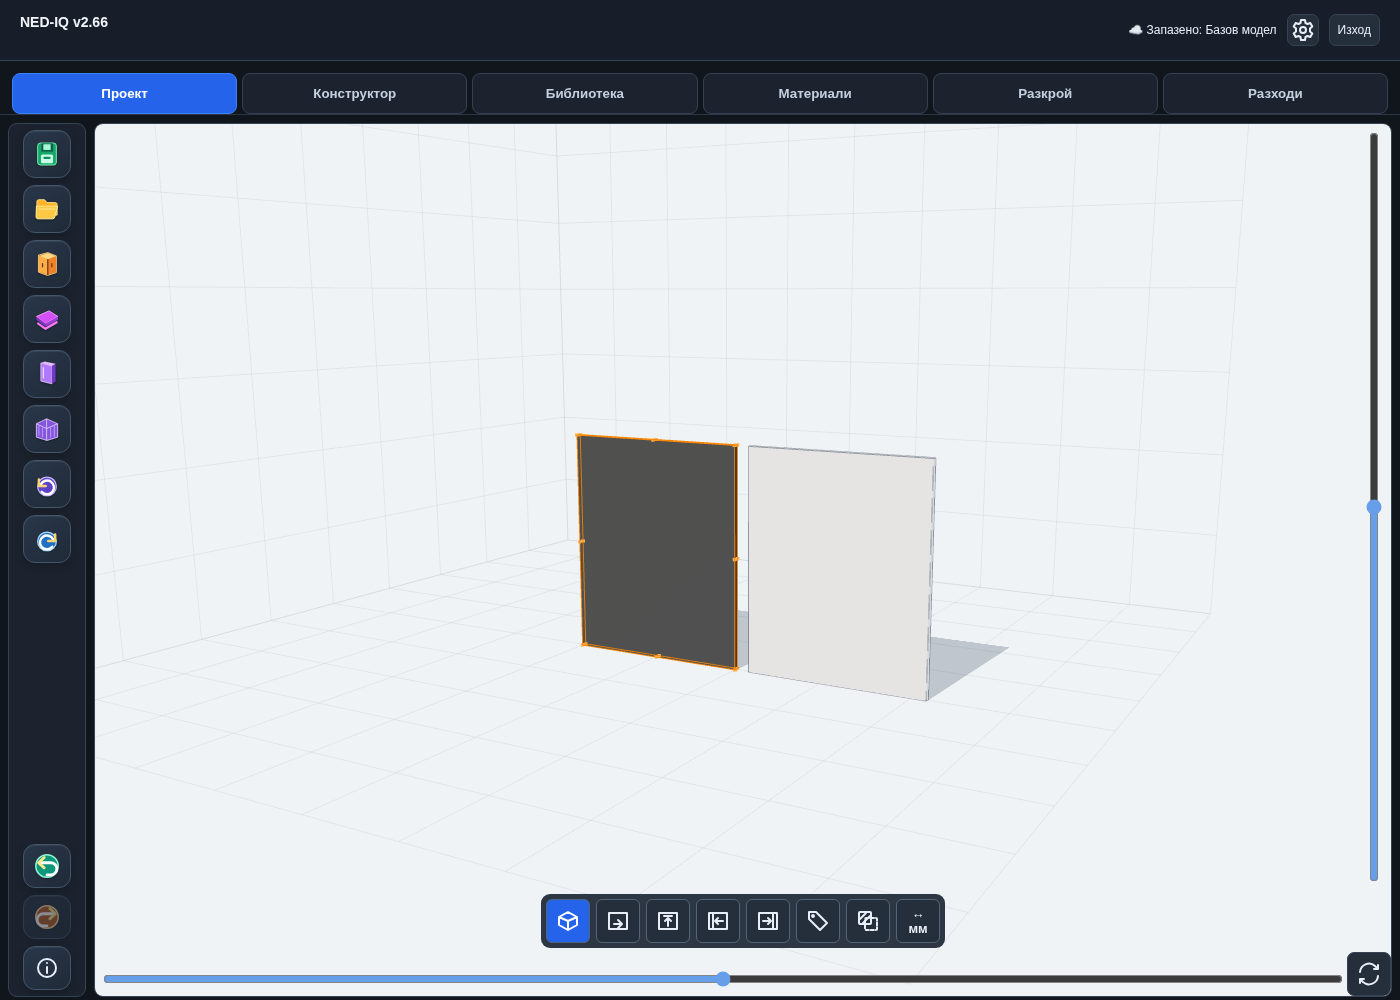 NED-IQ v2.66
☁️ Запазено: Базов модел
Изход
Проект
Конструктор
Библиотека
Материали
Разкрой
Разходи
↔
мм